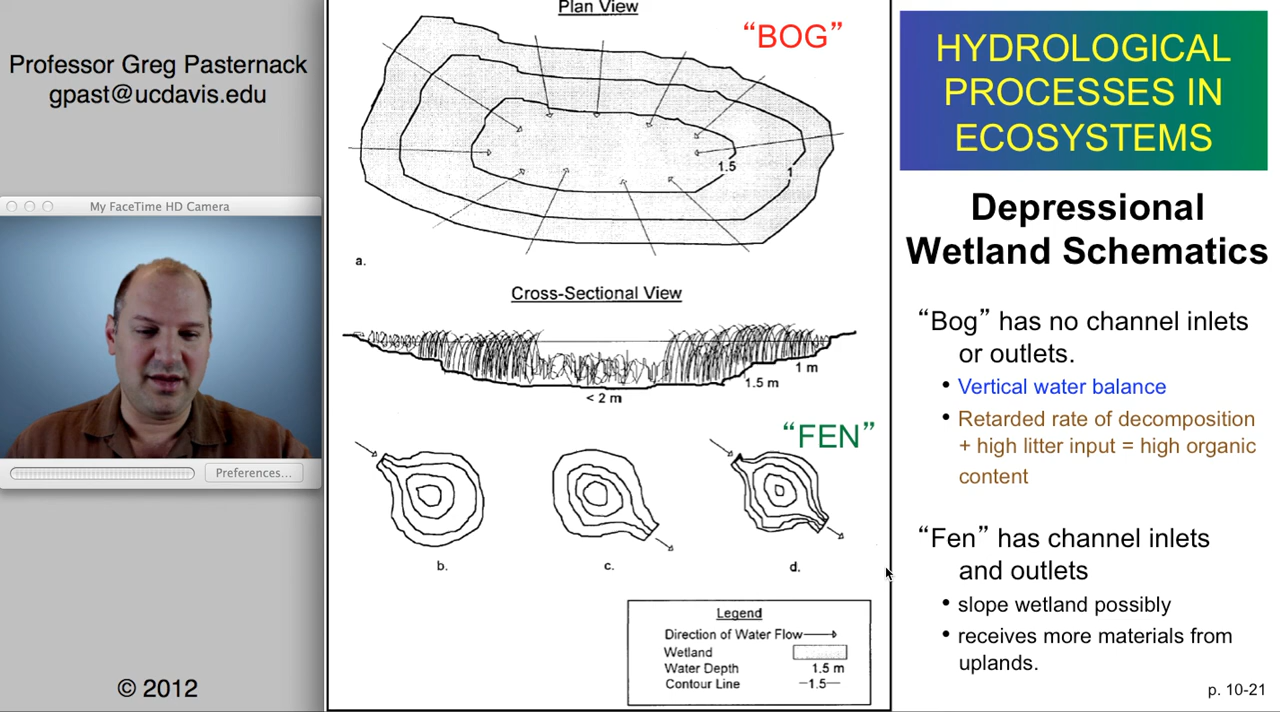 Professor Greg Pasternack
gpast@ucdavis.edu
My FaceTime HD Camera
Preferences...
© 2012
Plan View
“BOG”
1.5
1
a.
Cross-Sectional View
1 m
1.5 m
< 2 m
“FEN”
b.
c.
d.
Legend
Direction of Water Flow
Wetland
Water Depth 1.5 m
Contour Line –1.5–
HYDROLOGICAL
PROCESSES IN
ECOSYSTEMS
Depressional
Wetland Schematics
“Bog” has no channel inlets
or outlets.
• Vertical water balance
• Retarded rate of decomposition
+ high litter input = high organic
content
“Fen” has channel inlets
and outlets
• slope wetland possibly
• receives more materials from
uplands.
p. 10-21